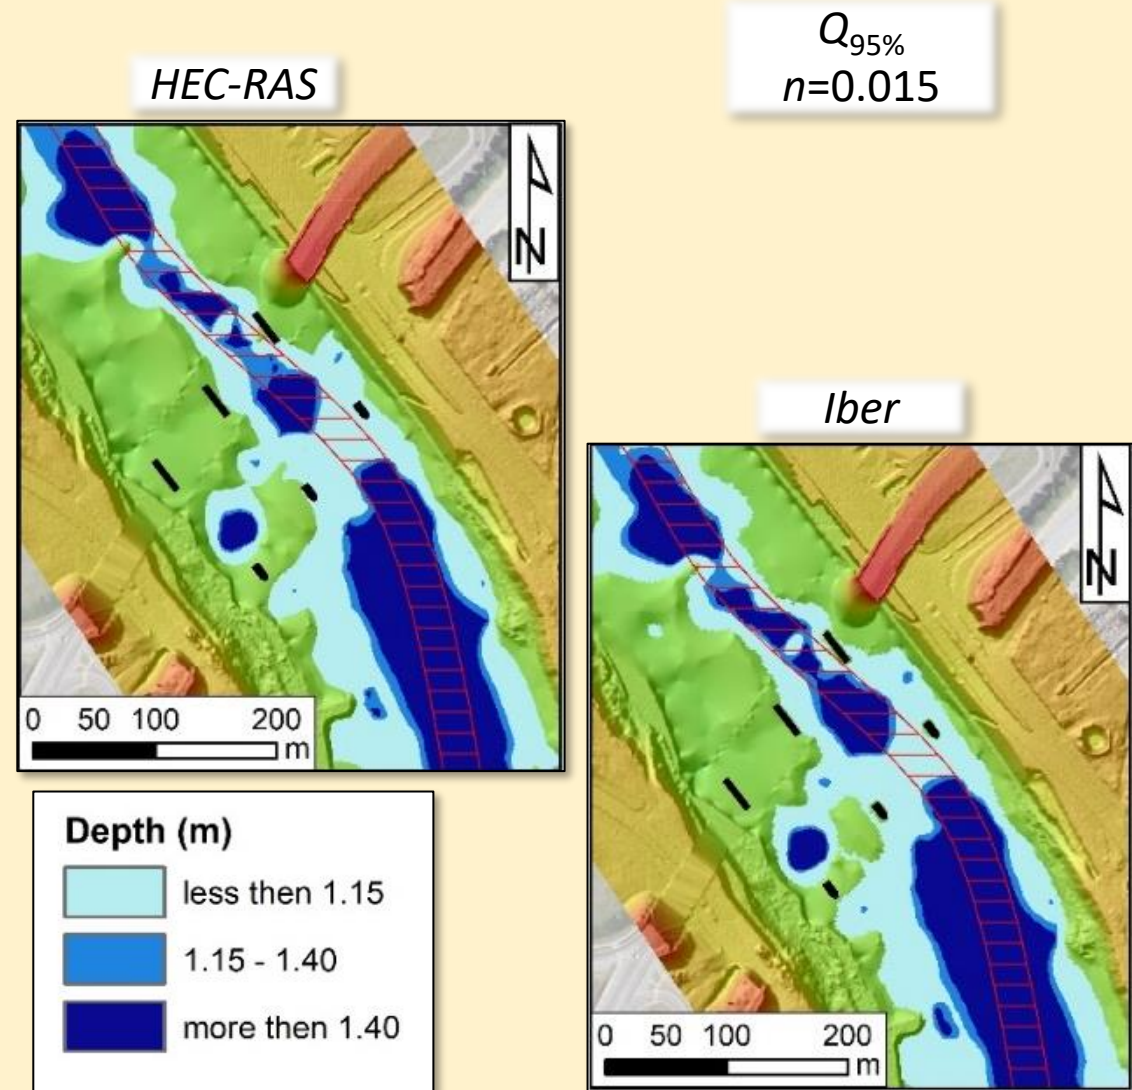 Q95%
n=0.015
HEC-RAS
N
0 50 100 200
m
Iber
N
0 50 100 200
m
Depth (m)
less then 1.15
1.15 - 1.40
more then 1.40